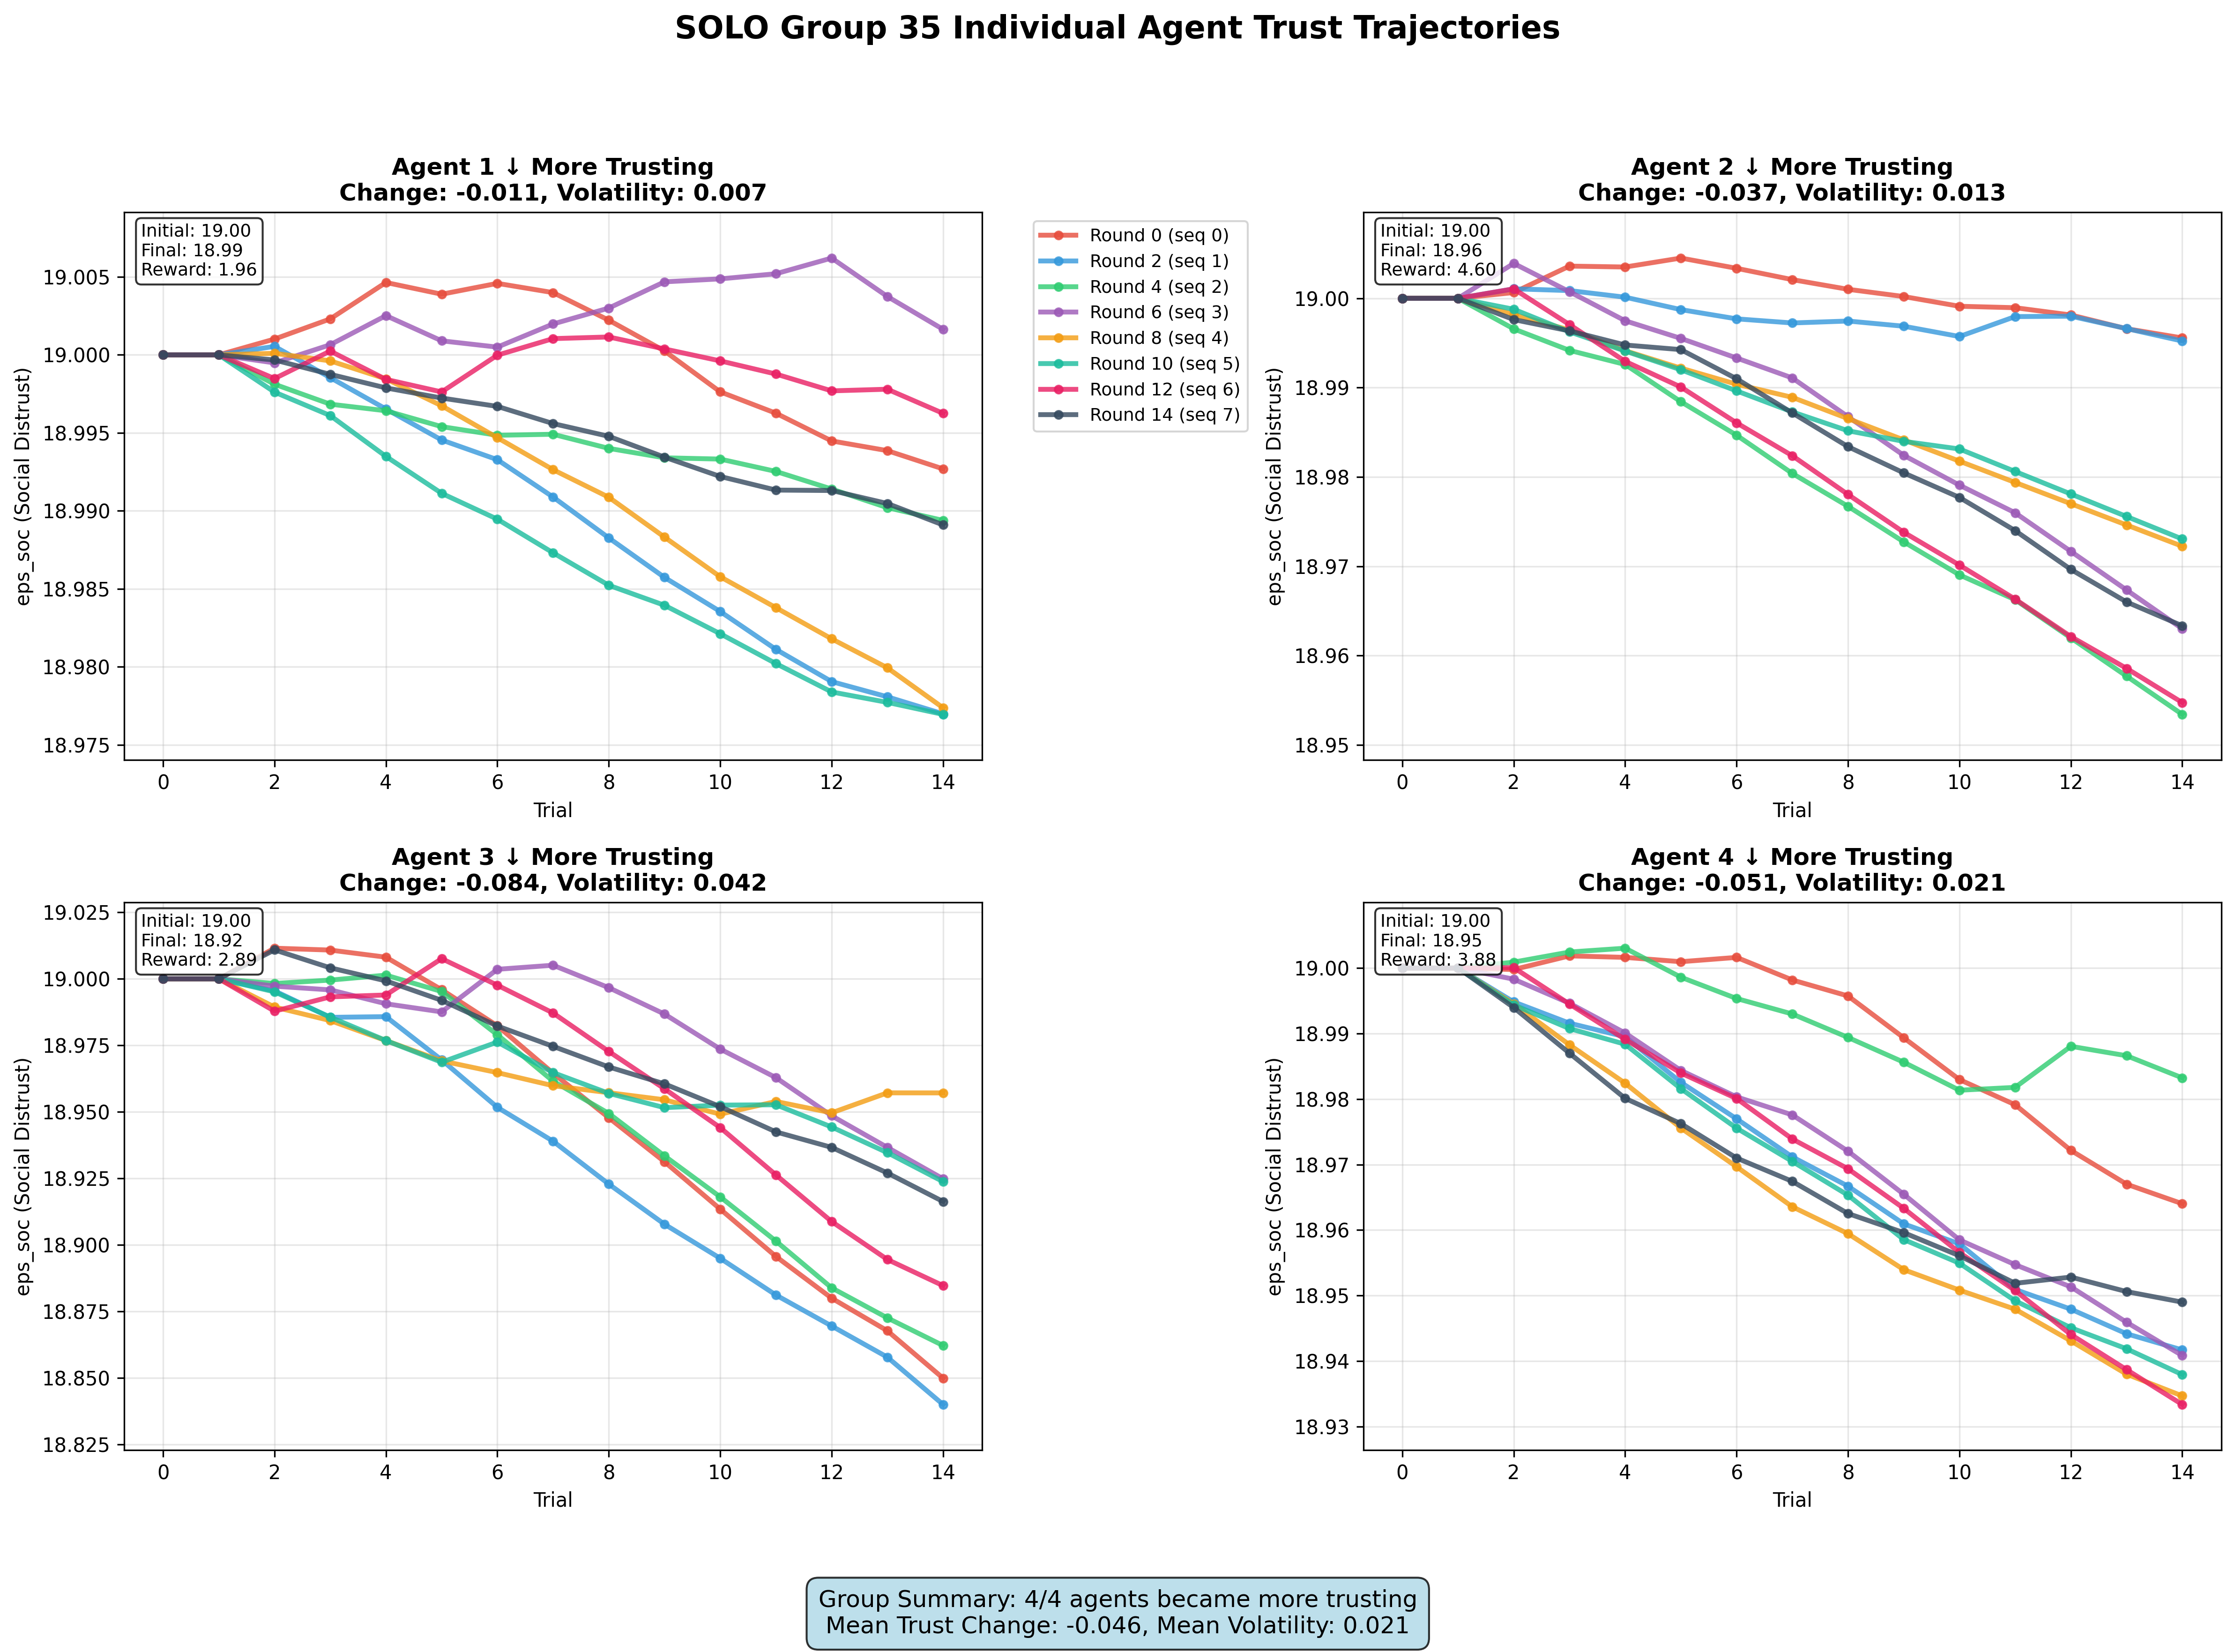 SOLO Group 35 Individual Agent Trust Trajectories
Agent 1 ↓ More Trusting
Change: -0.011, Volatility: 0.007
Initial: 19.00
Final: 18.99
Reward: 1.96
19.005
19.000
18.995
18.990
18.985
18.980
18.975
eps_soc (Social Distrust)
0 2 4 6 8 10 12 14
Trial
Round 0 (seq 0)
Round 2 (seq 1)
Round 4 (seq 2)
Round 6 (seq 3)
Round 8 (seq 4)
Round 10 (seq 5)
Round 12 (seq 6)
Round 14 (seq 7)
Agent 2 ↓ More Trusting
Change: -0.037, Volatility: 0.013
Initial: 19.00
Final: 18.96
Reward: 4.60
19.00
18.99
18.98
18.97
18.96
18.95
eps_soc (Social Distrust)
0 2 4 6 8 10 12 14
Trial
Agent 3 ↓ More Trusting
Change: -0.084, Volatility: 0.042
Initial: 19.00
Final: 18.92
Reward: 2.89
19.025
19.000
18.975
18.950
18.925
18.900
18.875
18.850
18.825
eps_soc (Social Distrust)
0 2 4 6 8 10 12 14
Trial
Agent 4 ↓ More Trusting
Change: -0.051, Volatility: 0.021
Initial: 19.00
Final: 18.95
Reward: 3.88
19.00
18.99
18.98
18.97
18.96
18.95
18.94
18.93
eps_soc (Social Distrust)
0 2 4 6 8 10 12 14
Trial
Group Summary: 4/4 agents became more trusting
Mean Trust Change: -0.046, Mean Volatility: 0.021